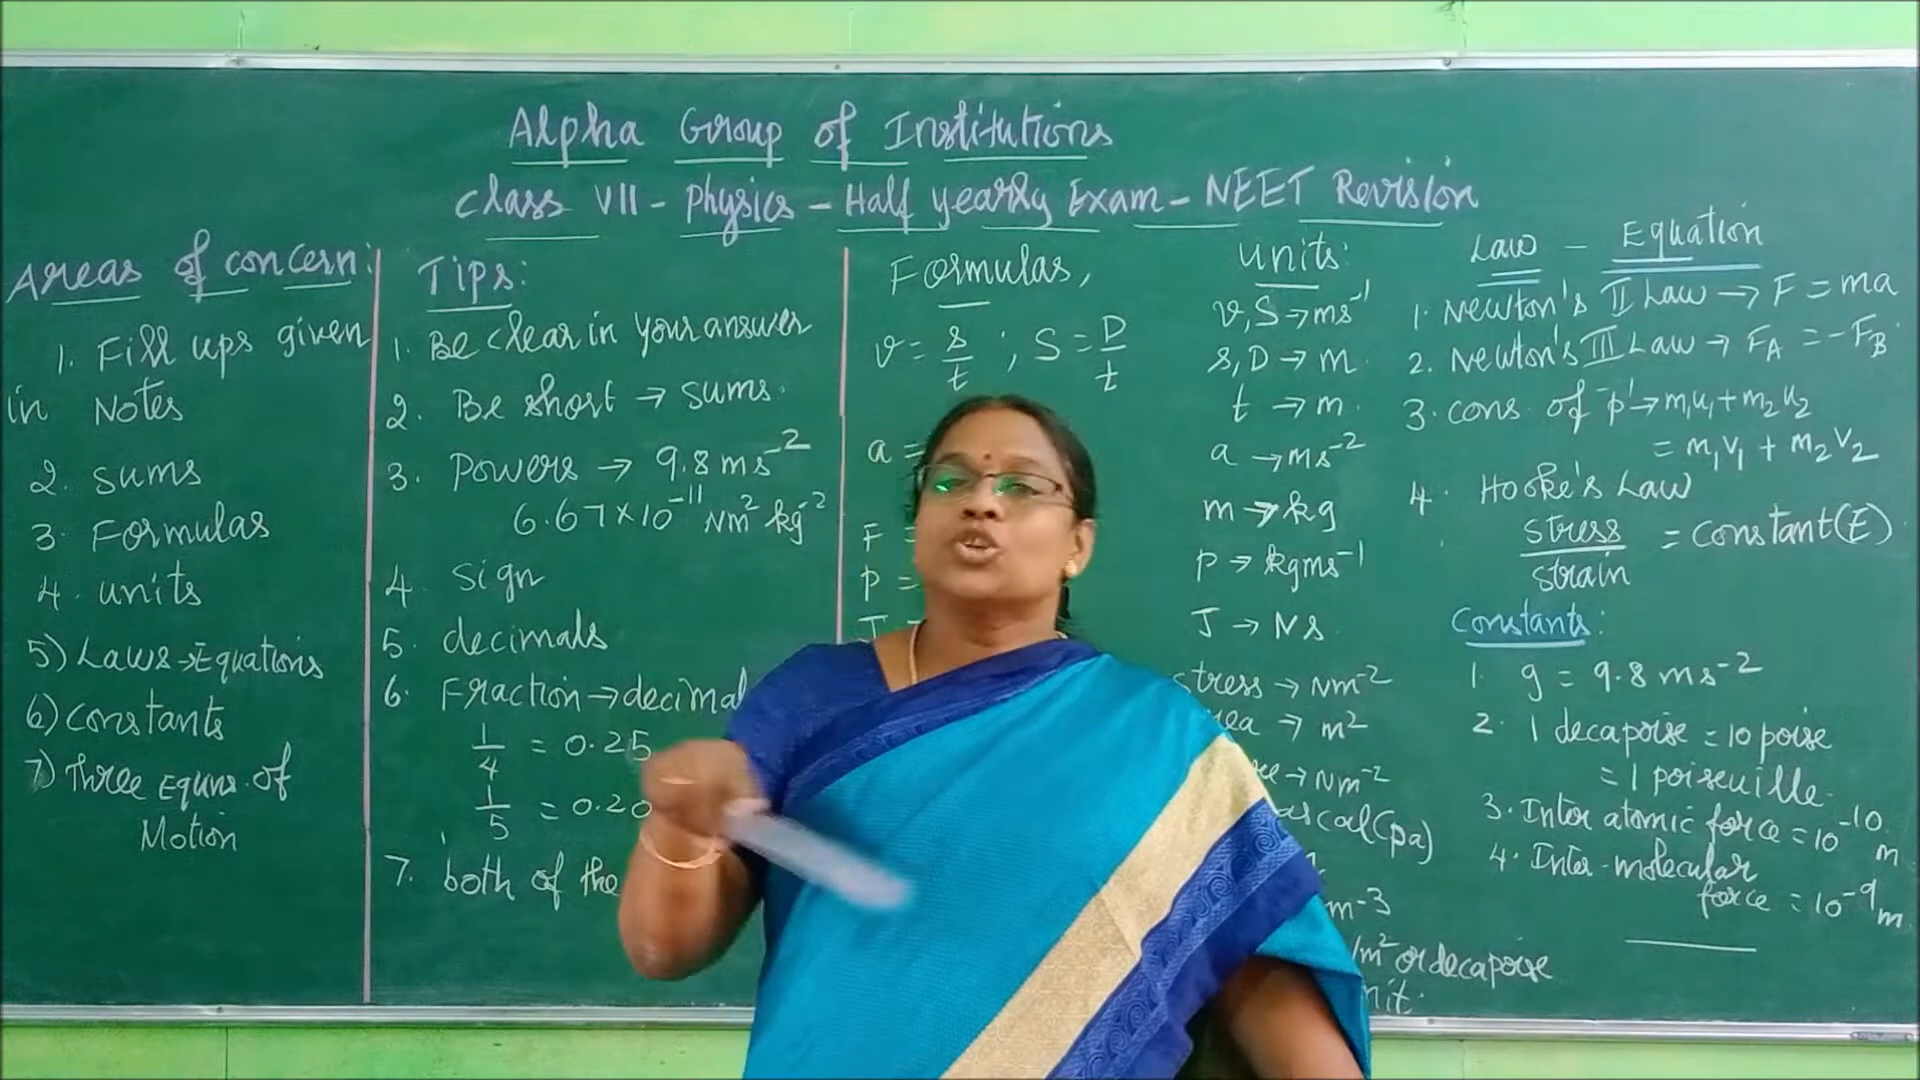 Alpha Group of Institutions
Class VII - Physics - Half yearly Exam - NEET Revision
Areas of concern:
1. Fill ups given
in Notes
2. sums
3. Formulas
4. units
5) Laws → Equations
6) constants
7) Three Equns. of
Motion
Tips:
1. Be clear in your answer
2. Be short → sums.
3. Powers → 9.8 ms⁻²
6.67×10⁻¹¹ Nm² kg⁻²
4. sign
5. decimals
6. Fraction → decimal
1/4 = 0.25
1/5 = 0.20
7. both of the
Formulas,
v = s/t ; S = D/t
a =
F =
p =
units:
v, S → ms⁻¹
s, D → m
t → m.
a → ms⁻²
m → kg
p → kgms⁻¹
J → Ns
stress → Nm⁻²
→ m²
→ Nm⁻²
ascal (pa)
m⁻³
/m² or decapoise
nit.
Law - Equation
1. Newton's II Law → F = ma
2. Newton's III Law → F_A = -F_B.
3. cons. of 'p' → m₁u₁ + m₂u₂
= m₁v₁ + m₂v₂
4. Hooke's Law
stress/strain = constant (E)
Constants:
1. g = 9.8 ms⁻²
2. 1 decapoise = 10 poise
= 1 poiseuille.
3. Inter atomic force = 10⁻¹⁰ m
4. Inter-molecular
force = 10⁻⁹ m